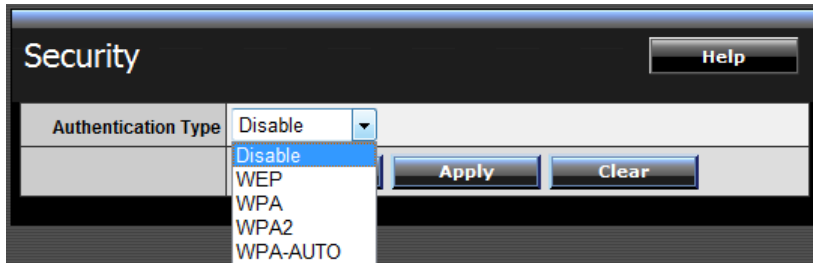 Security
Help
Authentication Type Disable
Disable
Apply Clear
WEP
WPA
WPA2
WPA-AUTO